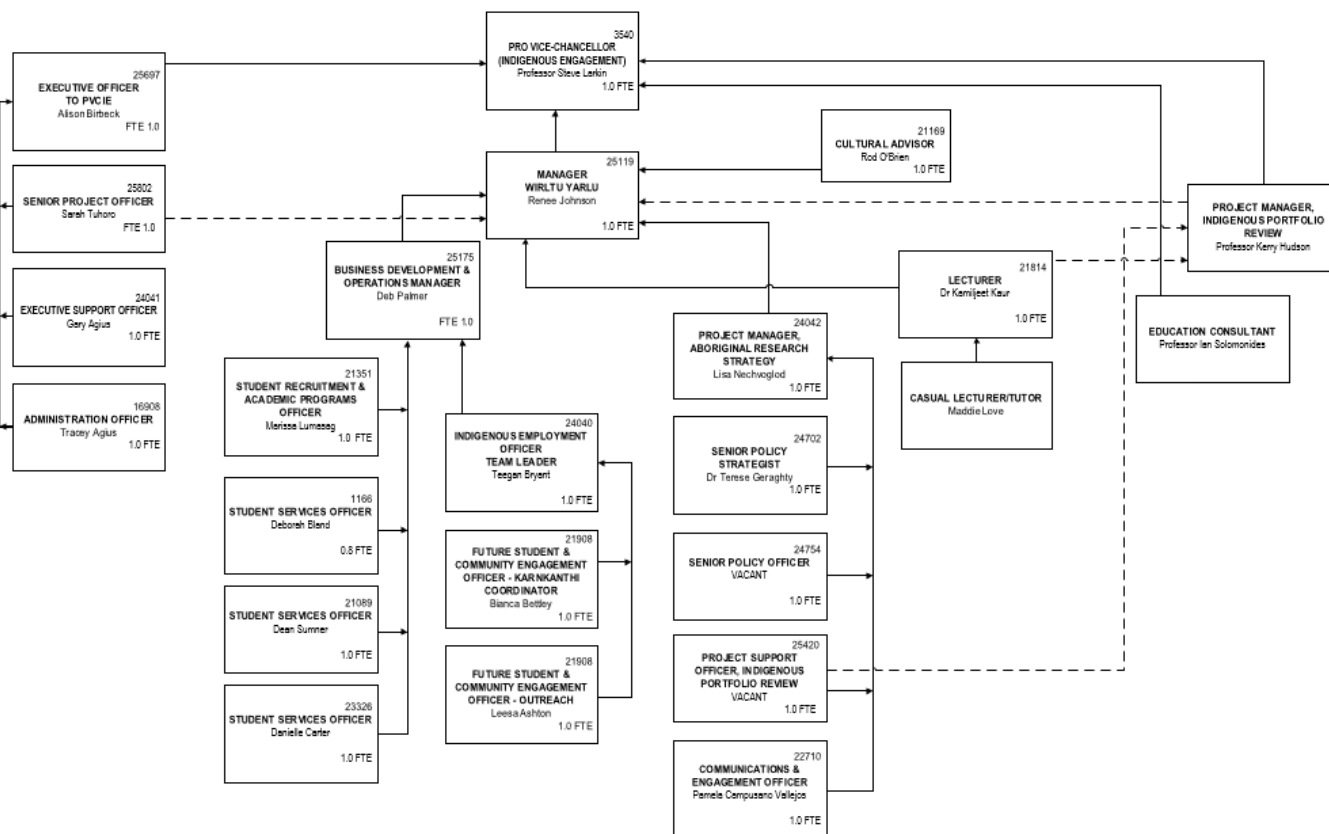 3540
PRO VICE-CHANCELLOR
(INDIGENOUS ENGAGEMENT)
Professor Steve Larkin
1.0 FTE
25697
EXECUTIVE OFFICER
TO PVCIE
Alison Birbeck
FTE 1.0
21169
CULTURAL ADVISOR
Rod O'Brien
1.0 FTE
25119
MANAGER
WIRLTU YARLU
Renee Johnson
1.0 FTE
25802
SENIOR PROJECT OFFICER
Sarah Tuhoro
FTE 1.0
PROJECT MANAGER,
INDIGENOUS PORTFOLIO
REVIEW
Professor Kerry Hudson
25175
BUSINESS DEVELOPMENT &
OPERATIONS MANAGER
Deb Palmer
FTE 1.0
21814
LECTURER
Dr Kamiljeet Kaur
1.0 FTE
24041
EXECUTIVE SUPPORT OFFICER
Gary Agius
1.0 FTE
EDUCATION CONSULTANT
Professor Ian Solomonides
24042
PROJECT MANAGER,
ABORIGINAL RESEARCH
STRATEGY
Lisa Nechvoglod
1.0 FTE
CASUAL LECTURER/TUTOR
Maddie Love
16908
ADMINISTRATION OFFICER
Tracey Agius
1.0 FTE
21351
STUDENT RECRUITMENT &
ACADEMIC PROGRAMS
OFFICER
Marissa Lumasag
1.0 FTE
24040
INDIGENOUS EMPLOYMENT
OFFICER
TEAM LEADER
Teegan Bryant
1.0 FTE
24702
SENIOR POLICY
STRATEGIST
Dr Terese Geraghty
1.0 FTE
1166
STUDENT SERVICES OFFICER
Deborah Bland
0.8 FTE
21908
FUTURE STUDENT &
COMMUNITY ENGAGEMENT
OFFICER - KARNKANTHI
COORDINATOR
Bianca Bettley
1.0 FTE
24754
SENIOR POLICY OFFICER
VACANT
1.0 FTE
21089
STUDENT SERVICES OFFICER
Dean Sumner
1.0 FTE
21908
FUTURE STUDENT &
COMMUNITY ENGAGEMENT
OFFICER - OUTREACH
Leesa Ashton
1.0 FTE
25420
PROJECT SUPPORT
OFFICER, INDIGENOUS
PORTFOLIO REVIEW
VACANT
1.0 FTE
23326
STUDENT SERVICES OFFICER
Danielle Carter
1.0 FTE
22710
COMMUNICATIONS &
ENGAGEMENT OFFICER
Pamela Campusano Vallejos
1.0 FTE